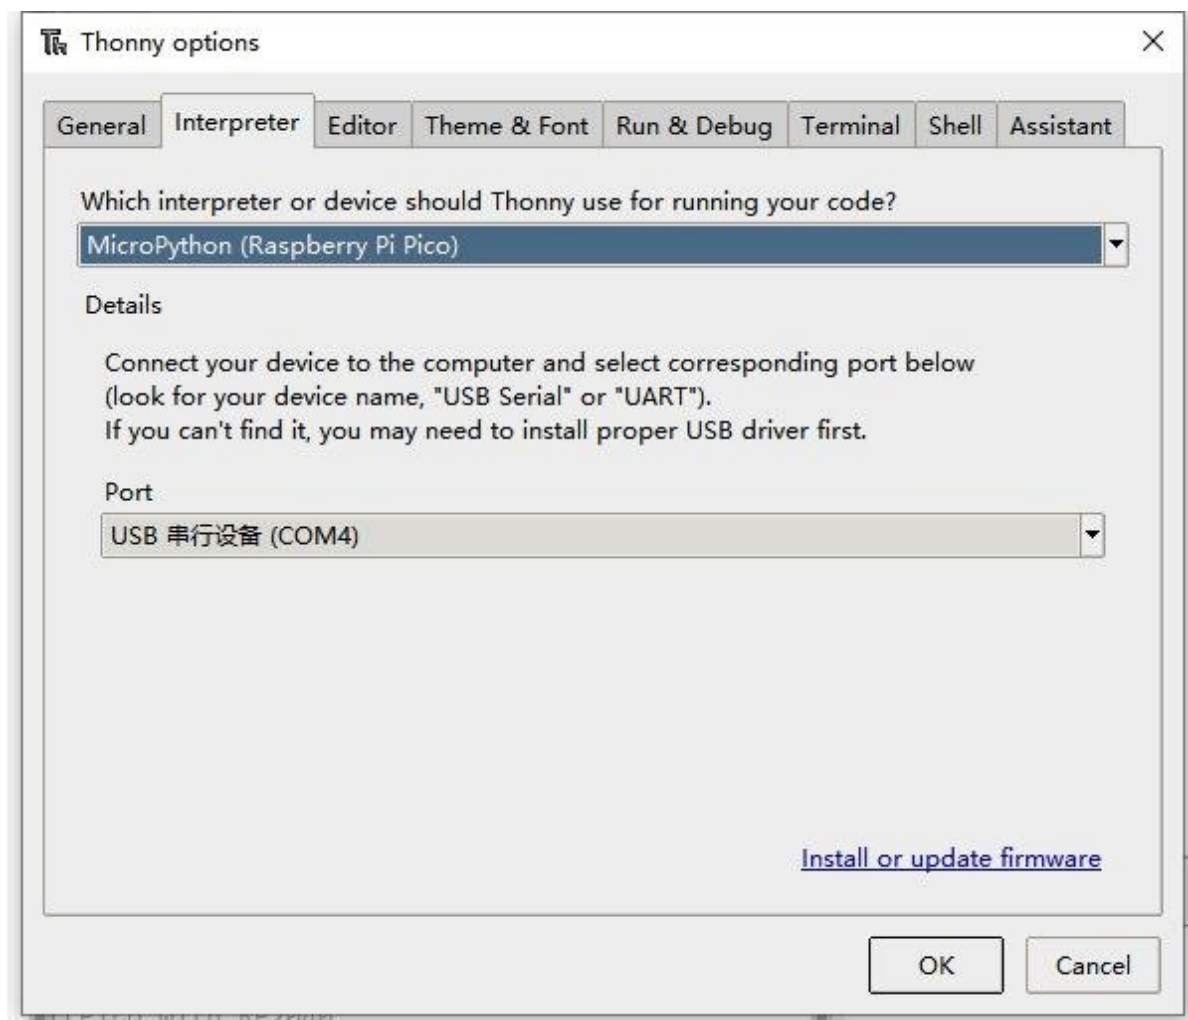 Thonny options
General Interpreter Editor Theme & Font Run & Debug Terminal Shell Assistant
Which interpreter or device should Thonny use for running your code?
MicroPython (Raspberry Pi Pico)
Details
Connect your device to the computer and select corresponding port below
(look for your device name, "USB Serial" or "UART").
If you can't find it, you may need to install proper USB driver first.
Port
USB 串行设备 (COM4)
Install or update firmware
OK Cancel